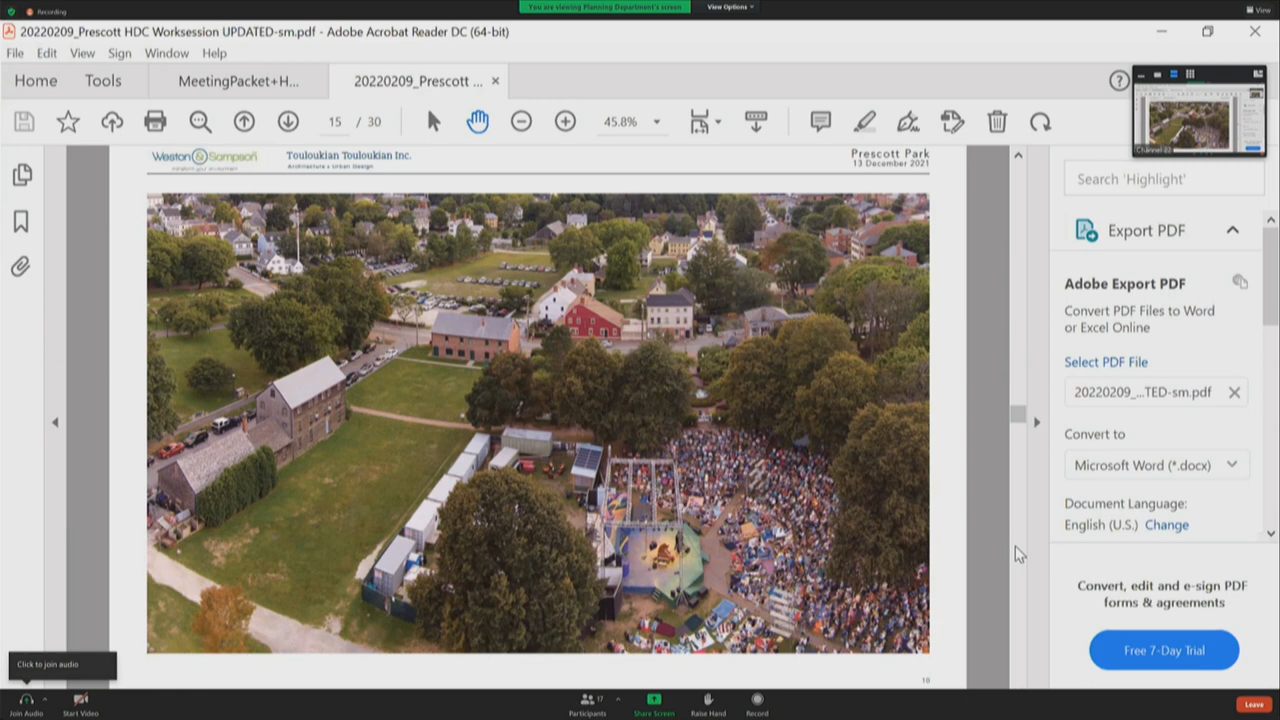 Recording
You are viewing Planning Department's screen
View Options
View
20220209_Prescott HDC Worksession UPDATED-sm.pdf - Adobe Acrobat Reader DC (64-bit)
File Edit View Sign Window Help
Home Tools MeetingPacket+H... 20220209_Prescott ...
15 / 30 45.8%
Weston & Sampson
Touloukian Touloukian Inc.
Architecture + Urban Design
Prescott Park
13 December 2021
19
Search 'Highlight'
Export PDF
Adobe Export PDF
Convert PDF Files to Word
or Excel Online
Select PDF File
20220209_...TED-sm.pdf
Convert to
Microsoft Word (*.docx)
Document Language:
English (U.S.) Change
Convert, edit and e-sign PDF
forms & agreements
Free 7-Day Trial
Click to join audio
Join Audio Start Video Participants 17 Share Screen Raise Hand Record Leave